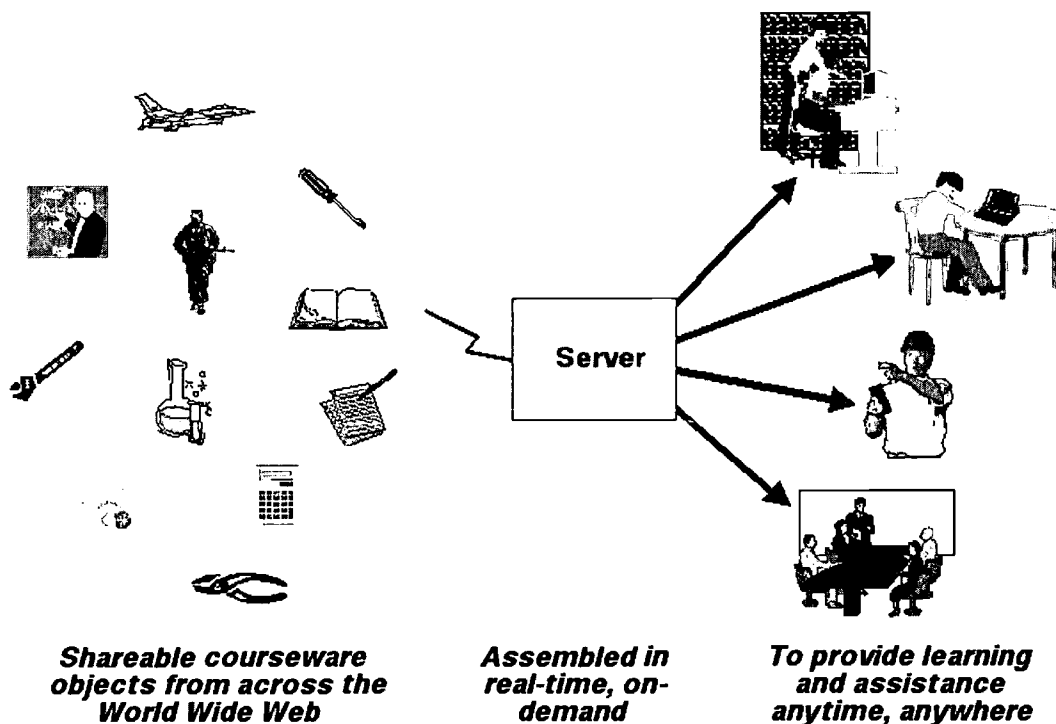 Server
Shareable courseware
objects from across the
World Wide Web
Assembled in
real-time, on-
demand
To provide learning
and assistance
anytime, anywhere